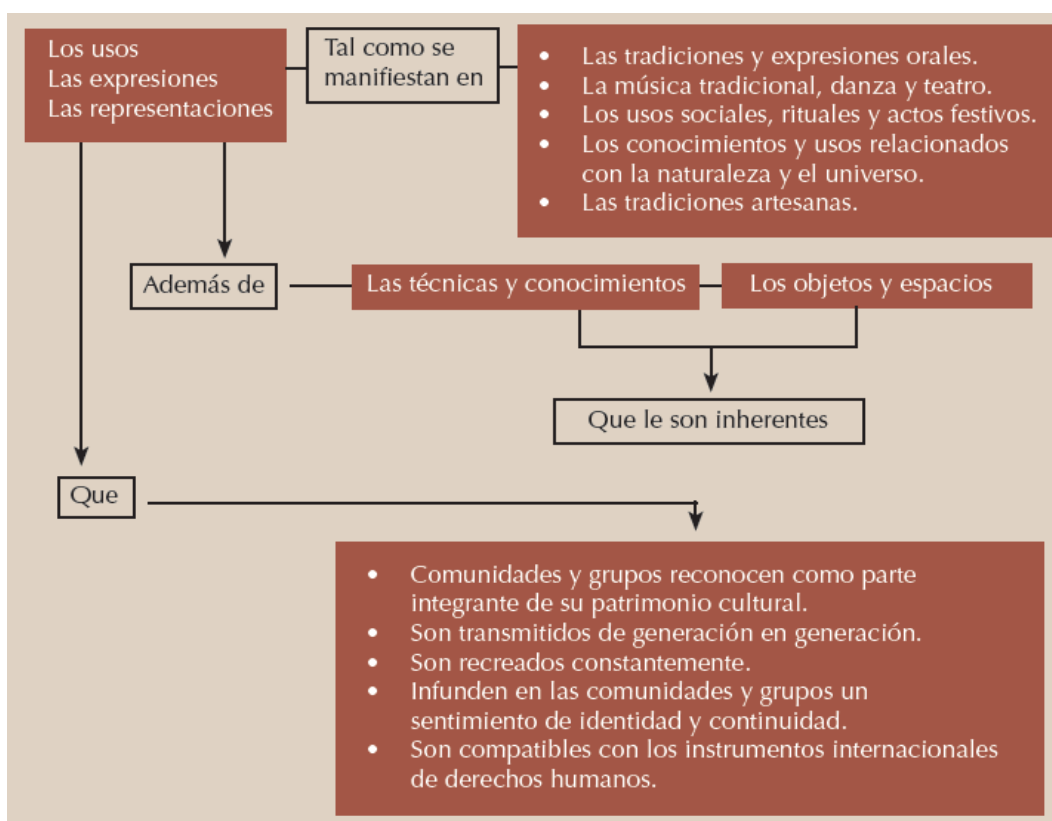 Los usos
Las expresiones
Las representaciones
Tal como se
manifiestan en
• Las tradiciones y expresiones orales.
• La música tradicional, danza y teatro.
• Los usos sociales, rituales y actos festivos.
• Los conocimientos y usos relacionados
con la naturaleza y el universo.
• Las tradiciones artesanas.
Además de
Las técnicas y conocimientos
Los objetos y espacios
Que le son inherentes
Que
• Comunidades y grupos reconocen como parte
integrante de su patrimonio cultural.
• Son transmitidos de generación en generación.
• Son recreados constantemente.
• Infunden en las comunidades y grupos un
sentimiento de identidad y continuidad.
• Son compatibles con los instrumentos internacionales
de derechos humanos.